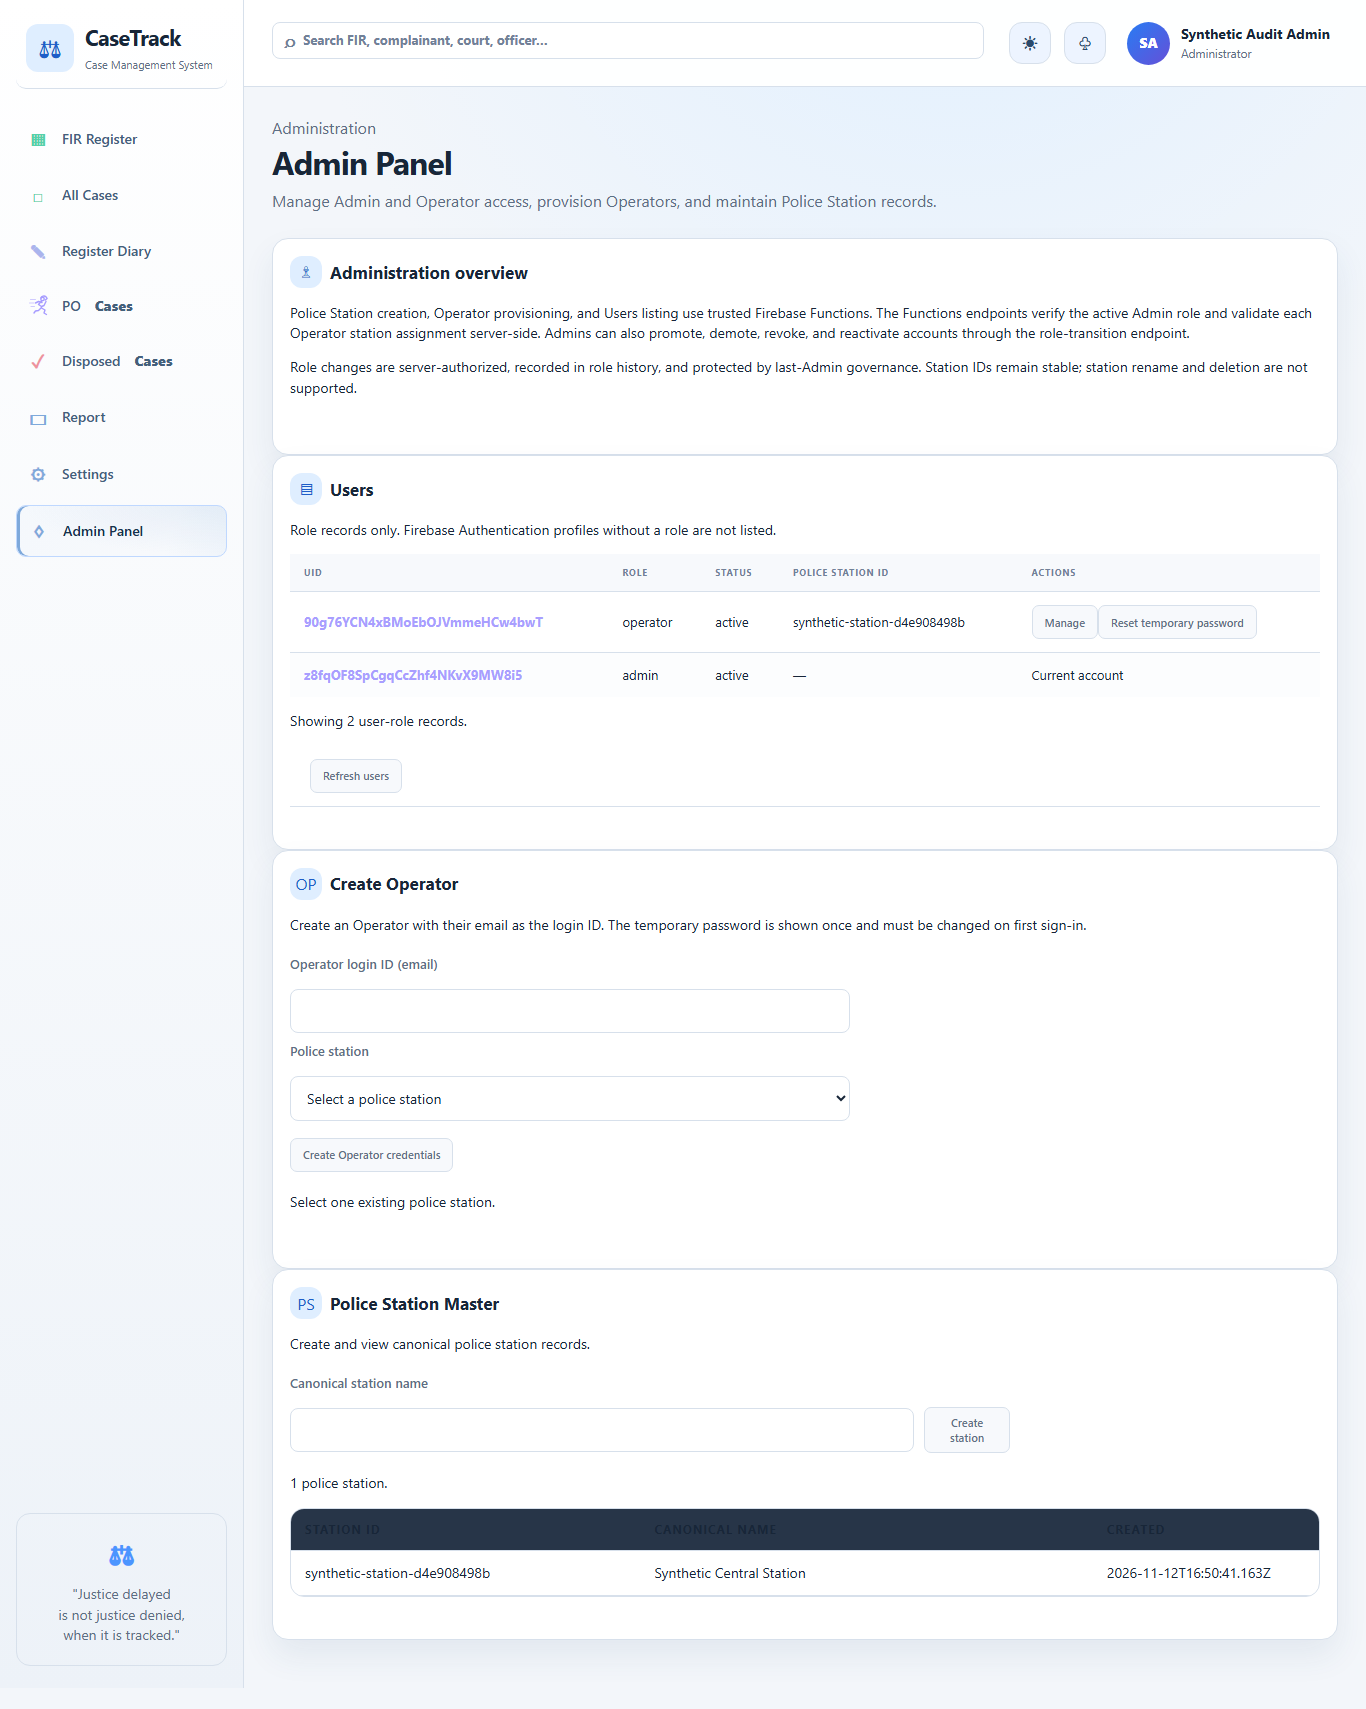 CaseTrack
Case Management System
Search FIR, complainant, court, officer...
SA
Synthetic Audit Admin
Administrator
FIR Register
All Cases
Register Diary
PO Cases
Disposed Cases
Report
Settings
Admin Panel
"Justice delayed
is not justice denied,
when it is tracked."
Administration
Admin Panel
Manage Admin and Operator access, provision Operators, and maintain Police Station records.
Administration overview
Police Station creation, Operator provisioning, and Users listing use trusted Firebase Functions. The Functions endpoints verify the active Admin role and validate each
Operator station assignment server-side. Admins can also promote, demote, revoke, and reactivate accounts through the role-transition endpoint.
Role changes are server-authorized, recorded in role history, and protected by last-Admin governance. Station IDs remain stable; station rename and deletion are not
supported.
Users
Role records only. Firebase Authentication profiles without a role are not listed.
UID ROLE STATUS POLICE STATION ID ACTIONS
90g76YCN4xBMoEbOJVmmeHCw4bwT operator active synthetic-station-d4e908498b Manage Reset temporary password
z8fqOF8SpCgqCcZhf4NKvX9MW8i5 admin active — Current account
Showing 2 user-role records.
Refresh users
OP Create Operator
Create an Operator with their email as the login ID. The temporary password is shown once and must be changed on first sign-in.
Operator login ID (email)
Police station
Select a police station
Create Operator credentials
Select one existing police station.
PS Police Station Master
Create and view canonical police station records.
Canonical station name
Create
station
1 police station.
STATION ID CANONICAL NAME CREATED
synthetic-station-d4e908498b Synthetic Central Station 2026-11-12T16:50:41.163Z